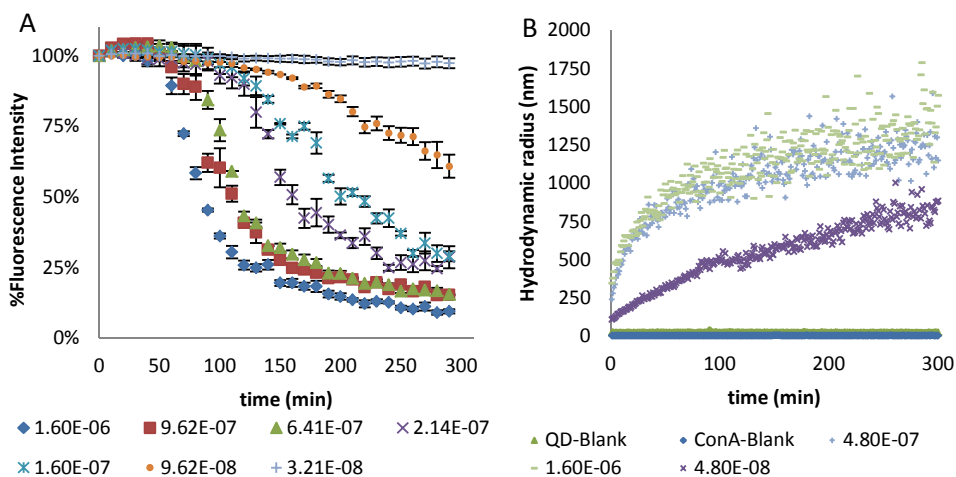 A
%Fluorescence Intensity
100%
75%
50%
25%
0%
0 50 100 150 200 250 300
time (min)
1.60E-06 9.62E-07 6.41E-07 2.14E-07
1.60E-07 9.62E-08 3.21E-08
B
Hydrodynamic radius (nm)
2000
1750
1500
1250
1000
750
500
250
0
0 100 200 300
time (min)
QD-Blank ConA-Blank 4.80E-07
1.60E-06 4.80E-08